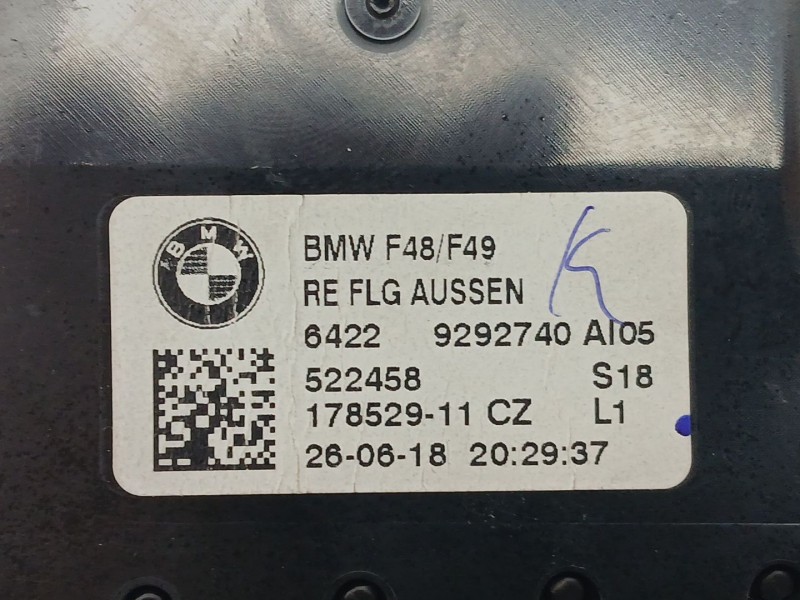 BMW
BMW F48/F49
RE FLG AUSSEN
6422 9292740 AI05
522458 S18
178529-11 CZ L1
26-06-18 20:29:37